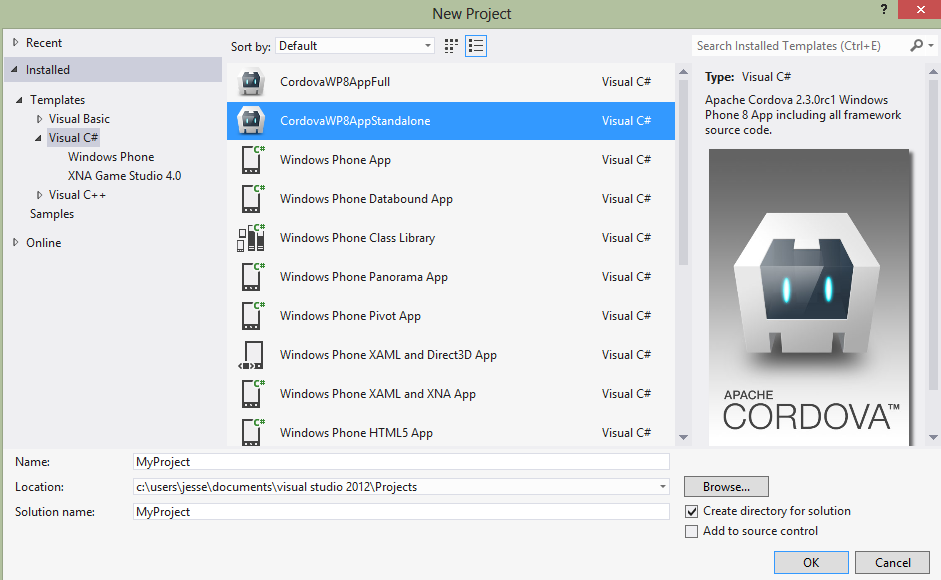 New Project
?
Recent
Installed
Templates
Visual Basic
Visual C#
Windows Phone
XNA Game Studio 4.0
Visual C++
Samples
Online
Sort by: Default
CordovaWP8AppFull Visual C#
CordovaWP8AppStandalone Visual C#
C# Windows Phone App Visual C#
C# Windows Phone Databound App Visual C#
C# Windows Phone Class Library Visual C#
C# Windows Phone Panorama App Visual C#
C# Windows Phone Pivot App Visual C#
Windows Phone XAML and Direct3D App Visual C#
C# Windows Phone XAML and XNA App Visual C#
C# Windows Phone HTML5 App Visual C#
Search Installed Templates (Ctrl+E)
Type: Visual C#
Apache Cordova 2.3.0rc1 Windows
Phone 8 App including all framework
source code.
APACHE
CORDOVA™
Name: MyProject
Location: c:\users\jesse\documents\visual studio 2012\Projects
Browse...
Solution name: MyProject
Create directory for solution
Add to source control
OK Cancel